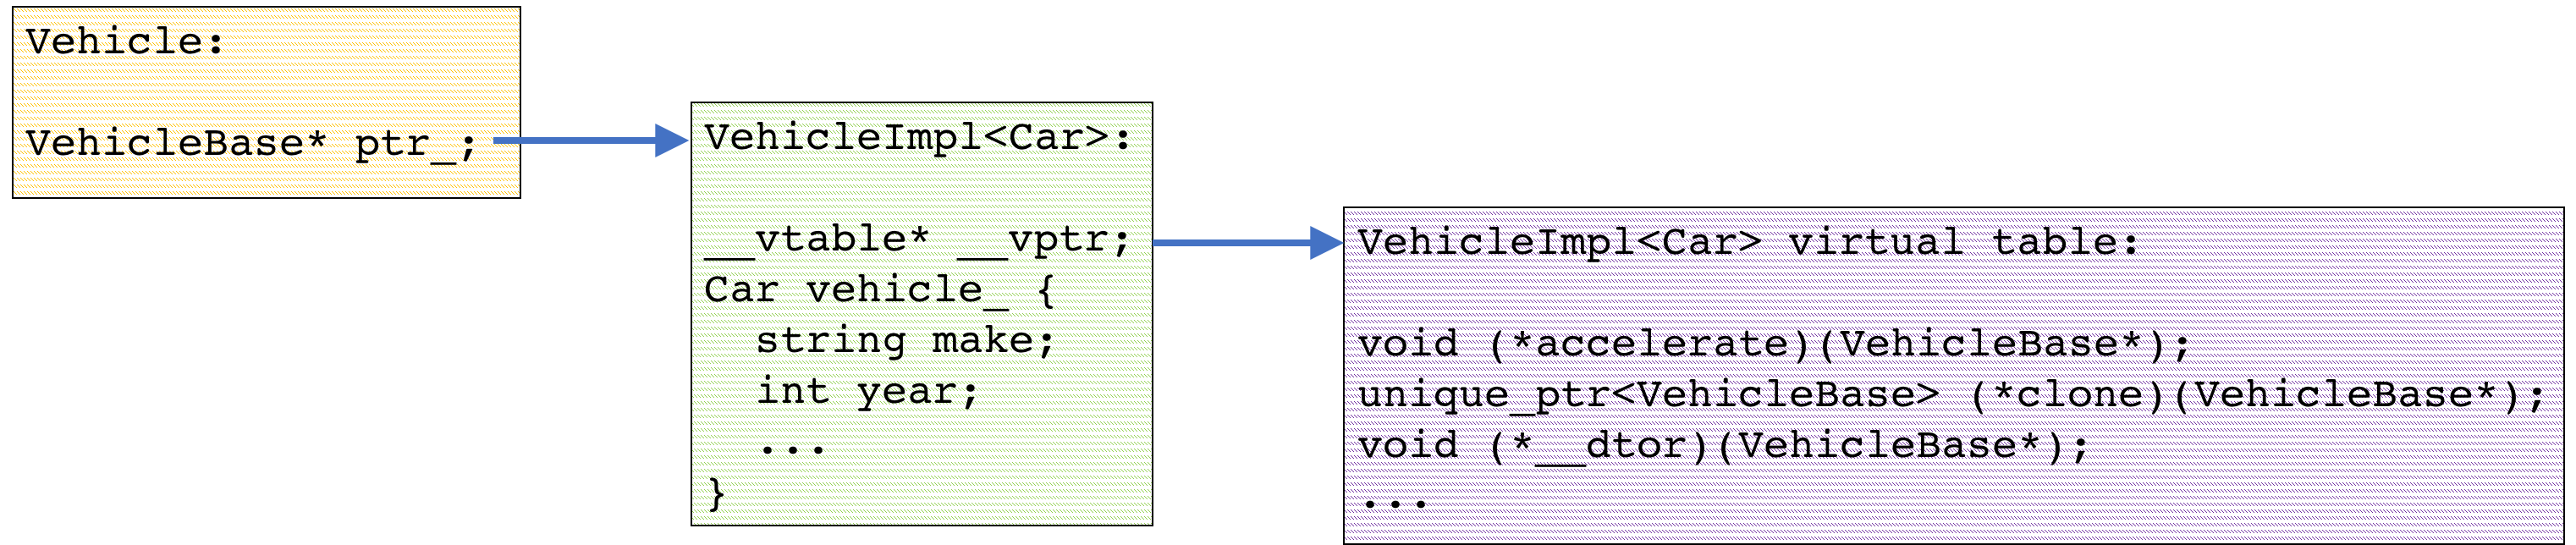 Vehicle:
VehicleBase* ptr_;
VehicleImpl<Car>:
__vtable* __vptr;
Car vehicle_ {
  string make;
  int year;
  ...
}
VehicleImpl<Car> virtual table:
void (*accelerate)(VehicleBase*);
unique_ptr<VehicleBase> (*clone)(VehicleBase*);
void (*__dtor)(VehicleBase*);
...